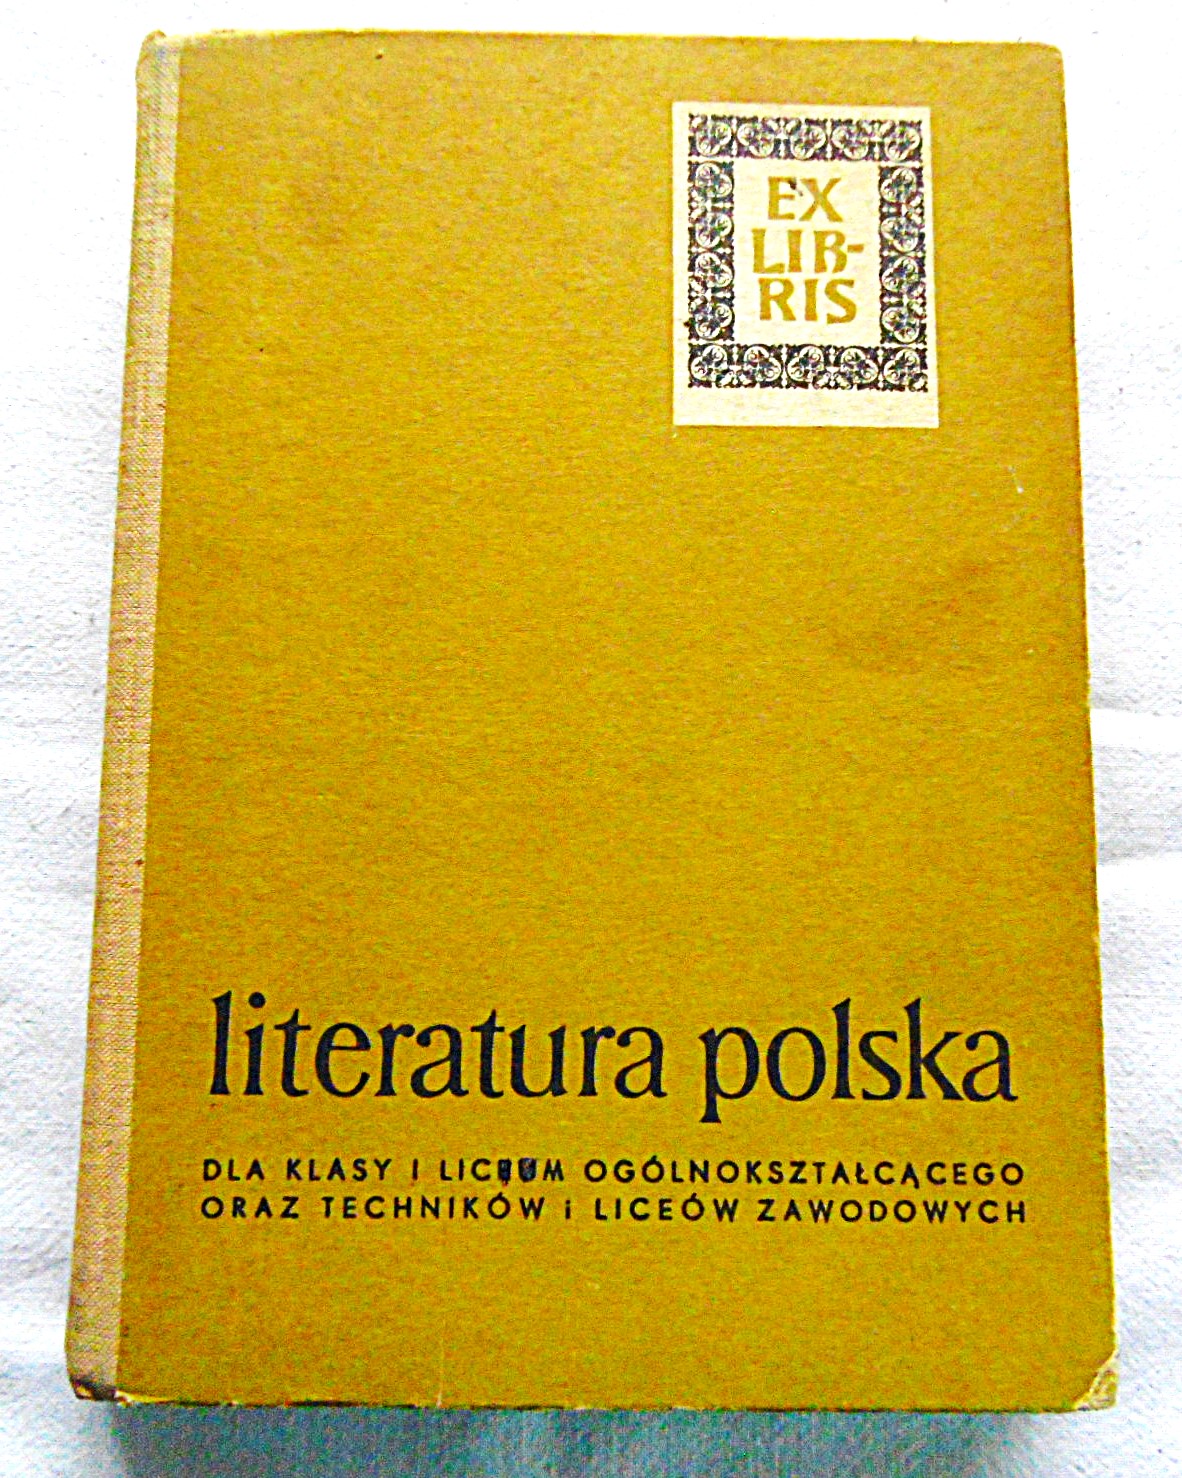 EX
LIB-
RIS
literatura polska
DLA KLASY I LICEUM OGÓLNOKSZTAŁCĄCEGO
ORAZ TECHNIKÓW i LICEÓW ZAWODOWYCH